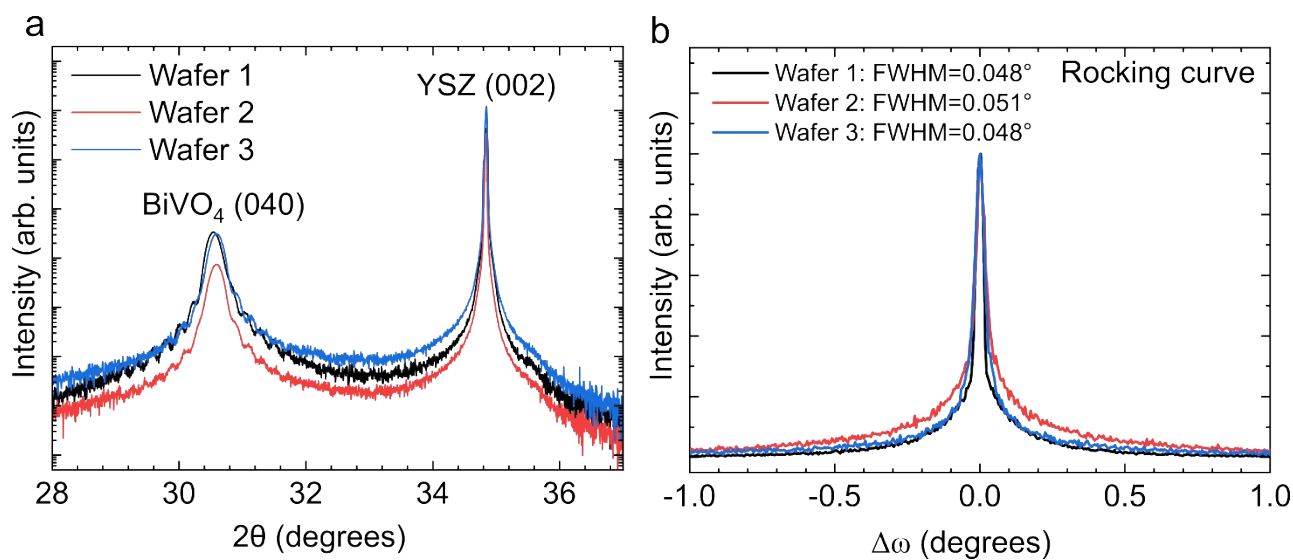 a
Wafer 1
Wafer 2
Wafer 3
YSZ (002)
BiVO₄ (040)
Intensity (arb. units)
28 30 32 34 36
2θ (degrees)
b
Wafer 1: FWHM=0.048°
Wafer 2: FWHM=0.051°
Wafer 3: FWHM=0.048°
Rocking curve
Intensity (arb. units)
-1.0 -0.5 0.0 0.5 1.0
Δω (degrees)